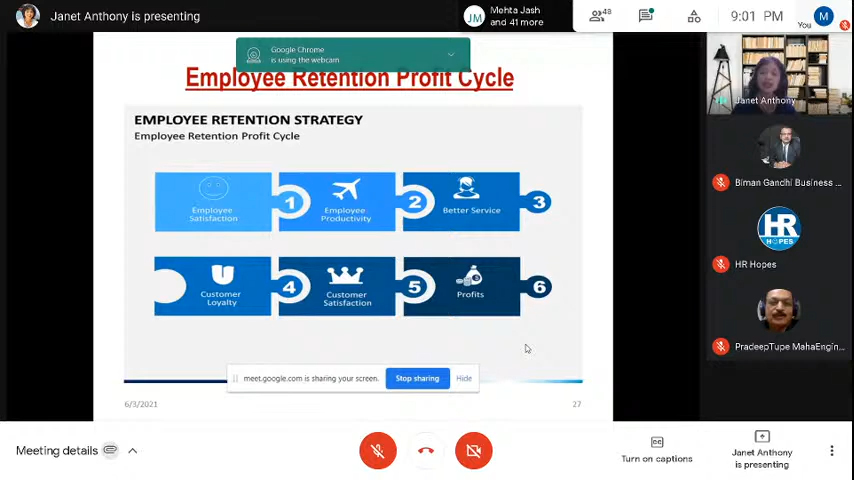 Janet Anthony is presenting
JM
Mehta Jash
and 41 more
48
9:01 PM
You
M
Google Chrome
is using the webcam
Employee Retention Profit Cycle
EMPLOYEE RETENTION STRATEGY
Employee Retention Profit Cycle
Employee
Satisfaction
1
Employee
Productivity
2
Better Service
3
Customer
Loyalty
4
Customer
Satisfaction
5
Profits
6
meet.google.com is sharing your screen.
Stop sharing
Hide
6/3/2021
27
Janet Anthony
Biman Gandhi Business ...
HR
HOPES
HR Hopes
PradeepTupe MahaEngin...
Meeting details
Turn on captions
Janet Anthony
is presenting